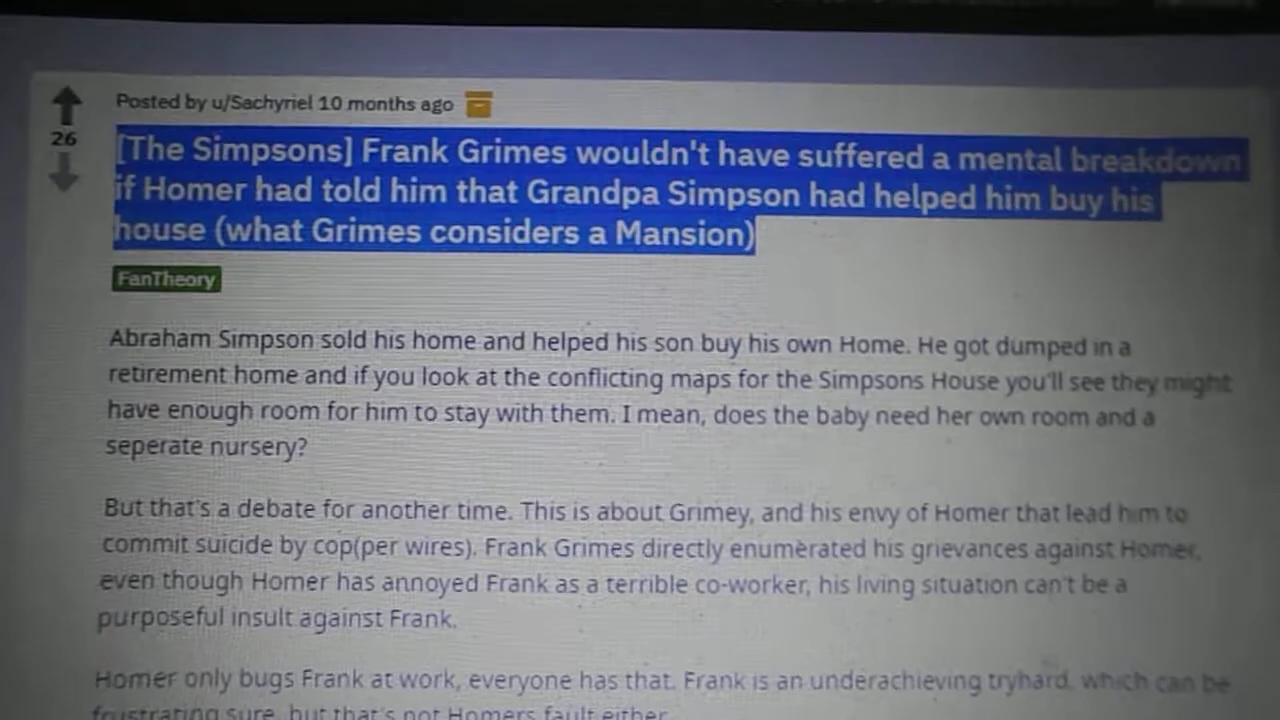 Posted by u/Sachyriel 10 months ago
26
[The Simpsons] Frank Grimes wouldn't have suffered a mental breakdown
if Homer had told him that Grandpa Simpson had helped him buy his
house (what Grimes considers a Mansion)
FanTheory
Abraham Simpson sold his home and helped his son buy his own Home. He got dumped in a
retirement home and if you look at the conflicting maps for the Simpsons House you'll see they might
have enough room for him to stay with them. I mean, does the baby need her own room and a
seperate nursery?
But that's a debate for another time. This is about Grimey, and his envy of Homer that lead him to
commit suicide by cop(per wires). Frank Grimes directly enumerated his grievances against Homer,
even though Homer has annoyed Frank as a terrible co-worker, his living situation can't be a
purposeful insult against Frank.
Homer only bugs Frank at work, everyone has that. Frank is an underachieving tryhard, which can be
frustrating sure, but that's not Homers fault either.